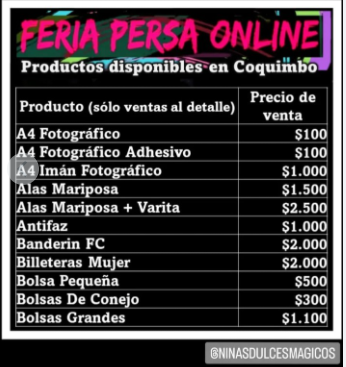 FERIA PERSA ONLINE
Productos disponibles en Coquimbo
Producto (sólo ventas al detalle) Precio de venta
A4 Fotográfico $100
A4 Fotográfico Adhesivo $100
A4 Imán Fotográfico $1.000
Alas Mariposa $1.500
Alas Mariposa + Varita $2.500
Antifaz $1.000
Banderin FC $2.000
Billeteras Mujer $2.000
Bolsa Pequeña $500
Bolsas De Conejo $300
Bolsas Grandes $1.100
@NINASDULCESMAGICOS